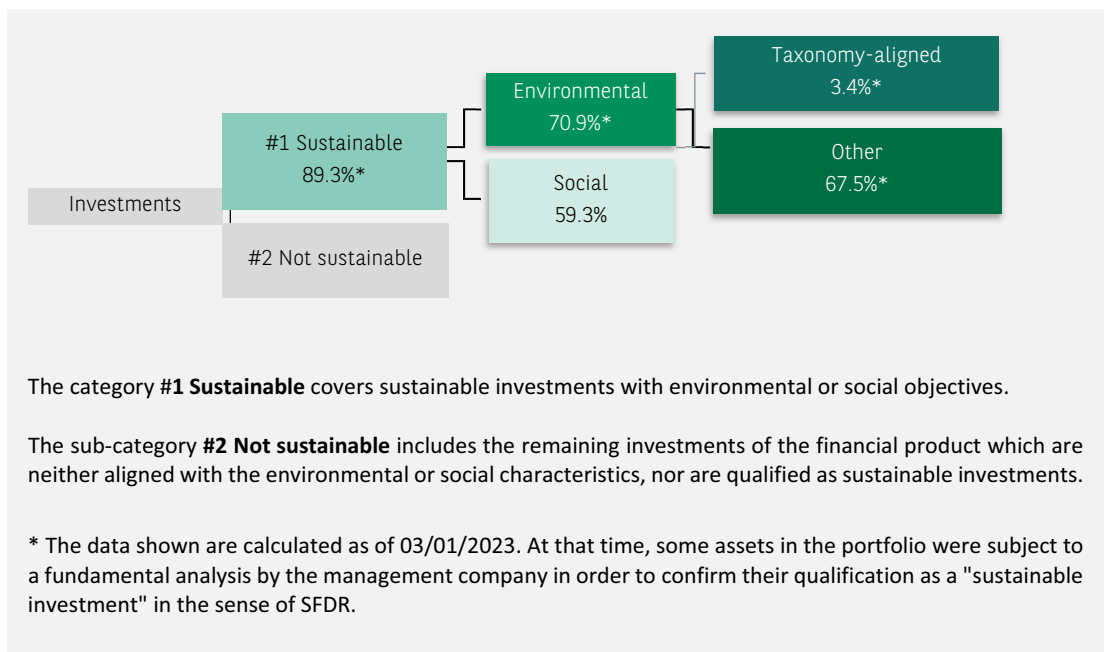 Taxonomy-aligned
3.4%*
Environmental
70.9%*
#1 Sustainable
89.3%*
Other
67.5%*
Social
59.3%
Investments
#2 Not sustainable
The category #1 Sustainable covers sustainable investments with environmental or social objectives.
The sub-category #2 Not sustainable includes the remaining investments of the financial product which are
neither aligned with the environmental or social characteristics, nor are qualified as sustainable investments.
* The data shown are calculated as of 03/01/2023. At that time, some assets in the portfolio were subject to
a fundamental analysis by the management company in order to confirm their qualification as a "sustainable
investment" in the sense of SFDR.